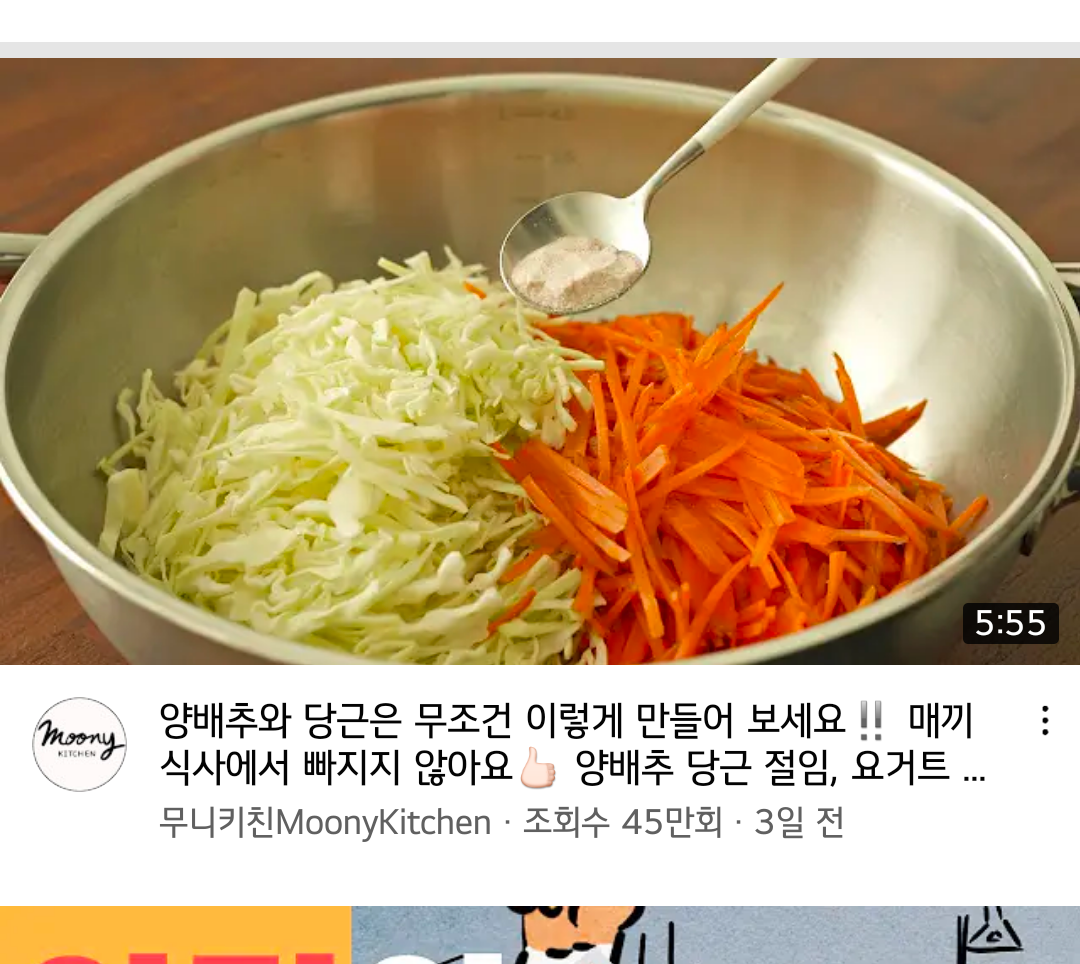 5:55
양배추와 당근은 무조건 이렇게 만들어 보세요‼️ 매끼
식사에서 빠지지 않아요👍🏻 양배추 당근 절임, 요거트 ...
Moony
KITCHEN
무니키친MoonyKitchen · 조회수 45만회 · 3일 전